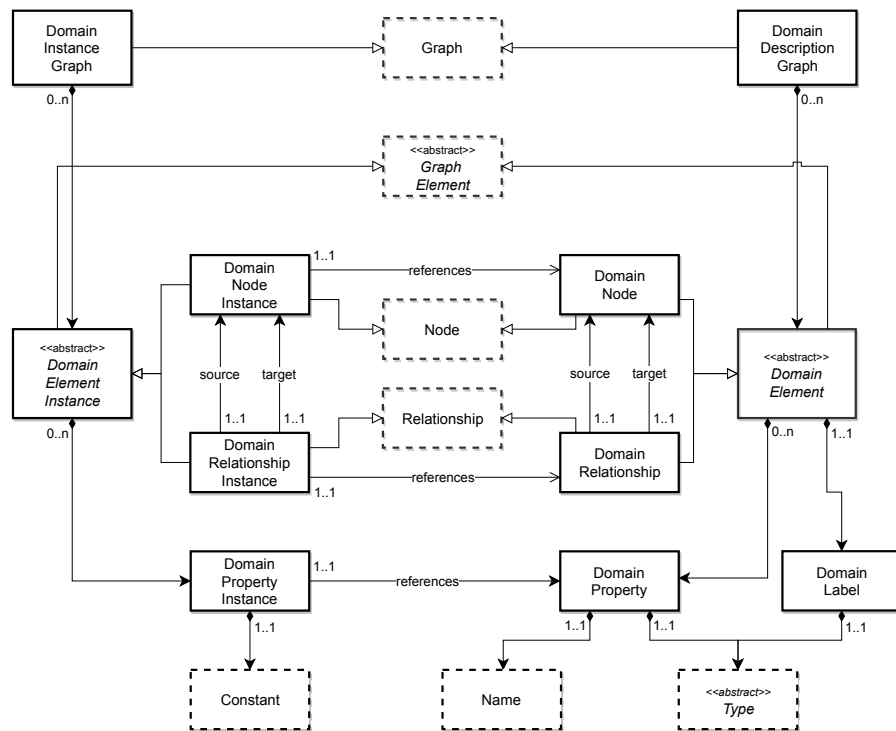 Domain
Instance
Graph
Graph
Domain
Description
Graph
0..n
0..n
<<abstract>>
Graph
Element
Domain
Node
Instance
1..1
references
Domain
Node
Node
<<abstract>>
Domain
Element
Instance
source
target
source
target
<<abstract>>
Domain
Element
1..1
1..1
Relationship
1..1
1..1
0..n
Domain
Relationship
Instance
1..1
references
Domain
Relationship
0..n
1..1
Domain
Property
Instance
1..1
references
Domain
Property
Domain
Label
1..1
1..1
1..1
1..1
Constant
Name
<<abstract>>
Type